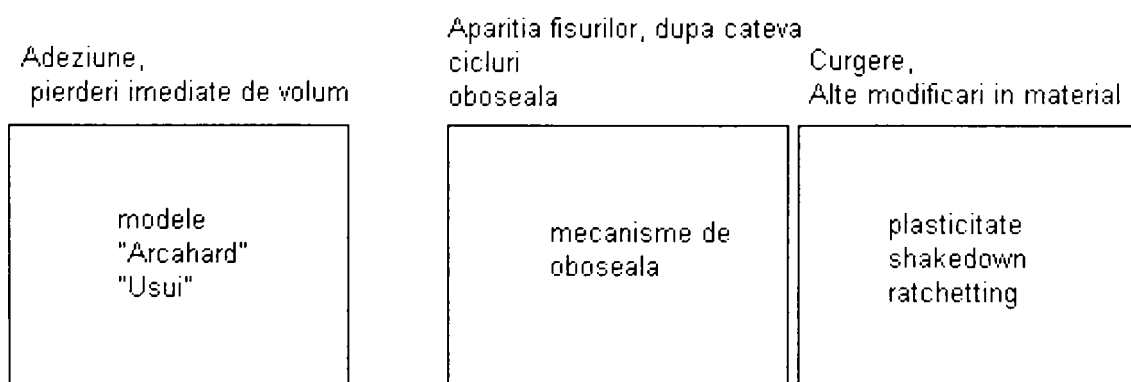 Adeziune,
pierderi imediate de volum
Aparitia fisurilor, dupa cateva
cicluri
oboseala
Curgere,
Alte modificari in material
modele
"Arcahard"
"Usui"
mecanisme de
oboseala
plasticitate
shakedown
ratchetting